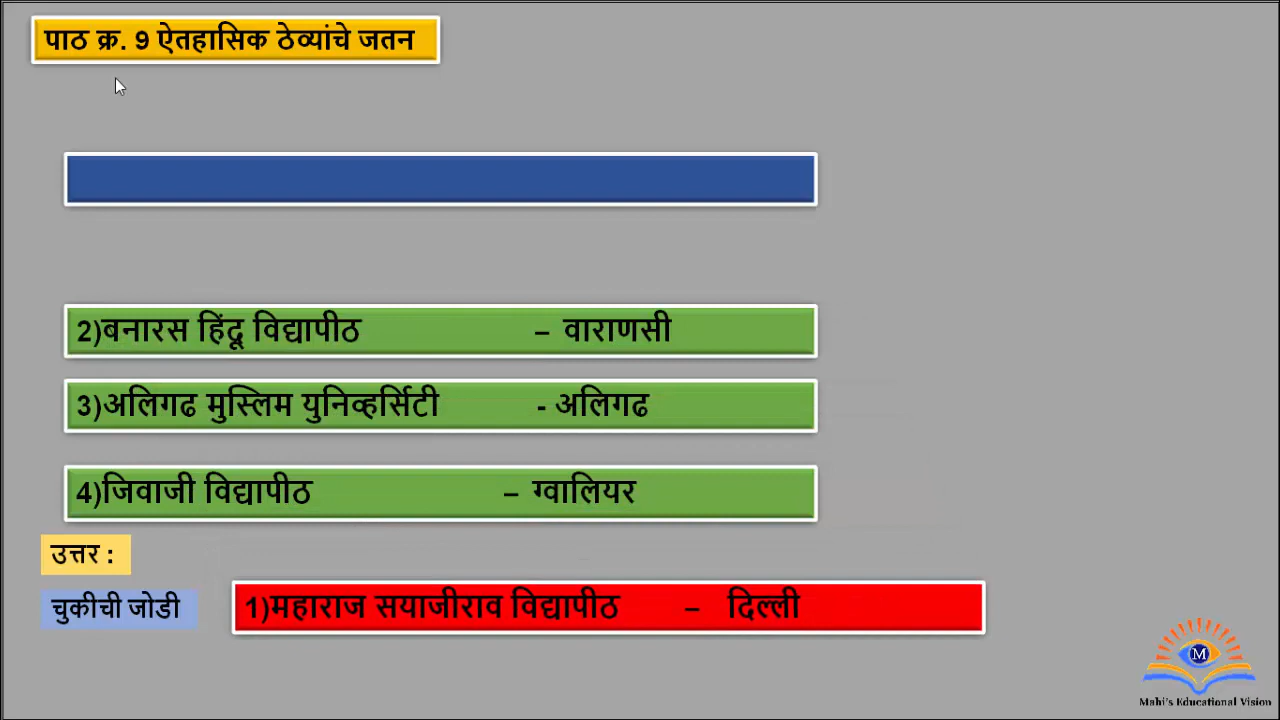 पाठ क्र. 9 ऐतहासिक ठेव्यांचे जतन
2)बनारस हिंदू विद्यापीठ – वाराणसी
3)अलिगढ मुस्लिम युनिव्हर्सिटी - अलिगढ
4)जिवाजी विद्यापीठ – ग्वालियर
उत्तर :
चुकीची जोडी 1)महाराज सयाजीराव विद्यापीठ – दिल्ली
M
Mahi's Educational Vision